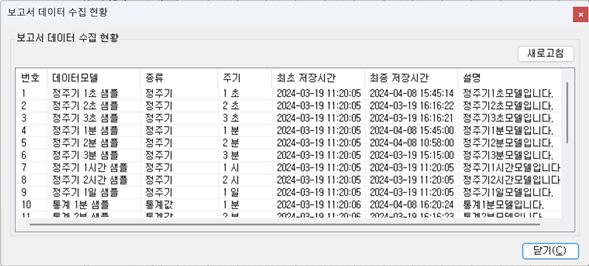 보고서 데이터 수집 현황
보고서 데이터 수집 현황
새로고침
번호 데이터모델 종류 주기 최초 저장시간 최종 저장시간 설명
1 정주기 1초 샘플 정주기 1 초 2024-03-19 11:20:05 2024-04-08 15:45:14 정주기1초모델입니다.
2 정주기 2초 샘플 정주기 2 초 2024-03-19 11:20:05 2024-03-19 16:16:22 정주기2초모델입니다.
3 정주기 3초 샘플 정주기 3 초 2024-03-19 11:20:05 2024-03-19 16:16:21 정주기3초모델입니다.
4 정주기 1분 샘플 정주기 1 분 2024-03-19 11:20:05 2024-04-08 15:45:00 정주기1분모델입니다.
5 정주기 2분 샘플 정주기 2 분 2024-03-19 11:20:05 2024-04-08 10:58:00 정주기2분모델입니다.
6 정주기 3분 샘플 정주기 3 분 2024-03-19 11:20:05 2024-03-19 15:15:00 정주기3분모델입니다.
7 정주기 1시간 샘플 정주기 1 시 2024-03-19 11:20:05 2024-03-19 11:20:05 정주기1시간모델입니다
8 정주기 2시간 샘플 정주기 2 시 2024-03-19 11:20:05 2024-03-19 11:20:05 정주기2시간모델입니다
9 정주기 1일 샘플 정주기 1 일 2024-03-19 11:20:05 2024-03-19 11:20:05 정주기1일모델입니다.
10 통계 1분 샘플 통계값 1 분 2024-03-19 11:20:06 2024-04-08 16:20:24 통계1분모델입니다.
11 통계 2분 샘플 통계값 2 분 2024-03-19 11:20:05 2024-03-19 16:16:23 통계2분모델입니다.
닫기(C)